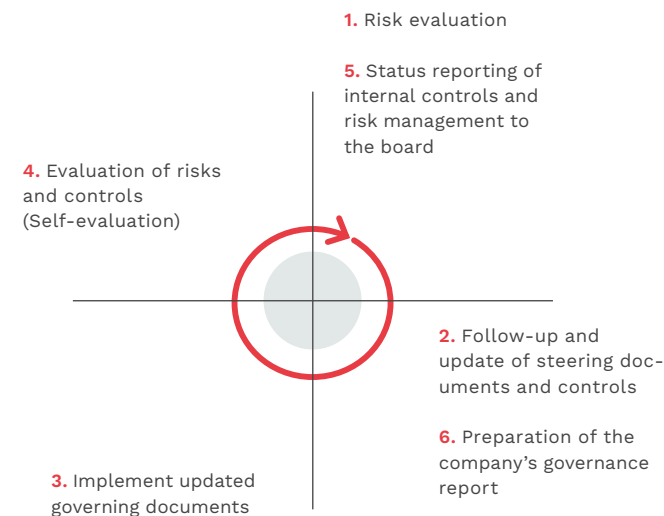 1. Risk evaluation
5. Status reporting of
internal controls and
risk management to
the board
4. Evaluation of risks
and controls
(Self-evaluation)
2. Follow-up and
update of steering doc-
uments and controls
6. Preparation of the
company’s governance
report
3. Implement updated
governing documents